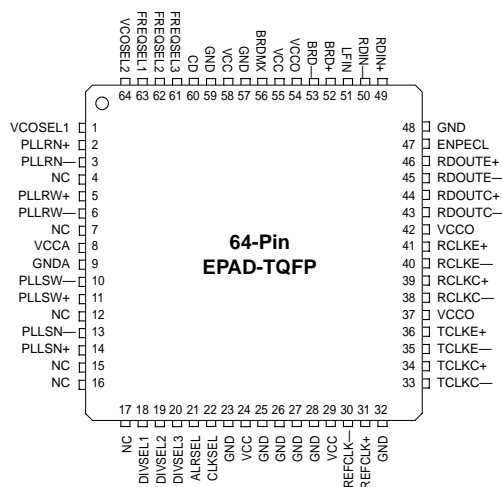 VCOSEL2
FREQSEL1
FREQSEL2
FREQSEL3
CD
GND
VCC
GND
BRDMX
VCC
VCCO
BRD—
BRD+
LFIN
RDIN—
RDIN+
64 63 62 61 60 59 58 57 56 55 54 53 52 51 50 49
VCOSEL1 1
PLLRN+ 2
PLLRN— 3
NC 4
PLLRW+ 5
PLLRW— 6
NC 7
VCCA 8
GNDA 9
PLLSW— 10
PLLSW+ 11
NC 12
PLLSN— 13
PLLSN+ 14
NC 15
NC 16
64-Pin
EPAD-TQFP
48 GND
47 ENPECL
46 RDOUTE+
45 RDOUTE—
44 RDOUTC+
43 RDOUTC—
42 VCCO
41 RCLKE+
40 RCLKE—
39 RCLKC+
38 RCLKC—
37 VCCO
36 TCLKE+
35 TCLKE—
34 TCLKC+
33 TCLKC—
17 18 19 20 21 22 23 24 25 26 27 28 29 30 31 32
NC
DIVSEL1
DIVSEL2
DIVSEL3
ALRSEL
CLKSEL
GND
VCC
GND
GND
GND
GND
VCC
REFCLK—
REFCLK+
GND